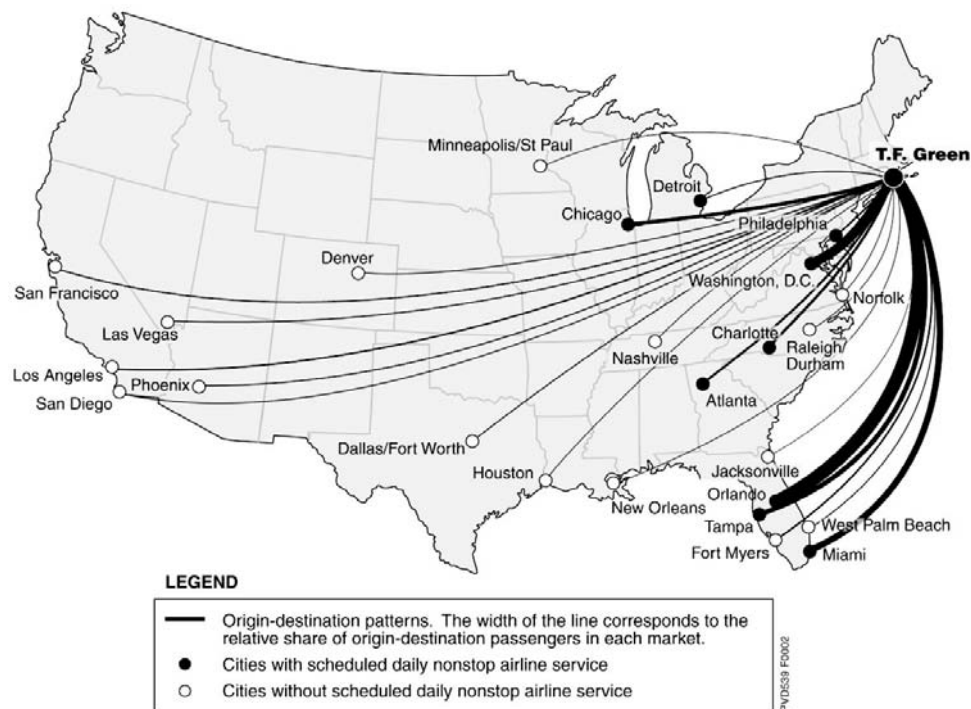 Minneapolis/St Paul
T.F. Green
Detroit
Chicago
Philadelphia
Denver
Washington, D.C.
San Francisco
Norfolk
Las Vegas
Charlotte
Nashville
Raleigh/
Durham
Los Angeles
Phoenix
San Diego
Atlanta
Dallas/Fort Worth
Houston
Jacksonville
Orlando
New Orleans
Tampa
West Palm Beach
Fort Myers
Miami
LEGEND
Origin-destination patterns. The width of the line corresponds to the
relative share of origin-destination passengers in each market.
Cities with scheduled daily nonstop airline service
Cities without scheduled daily nonstop airline service
PVD539 F0002